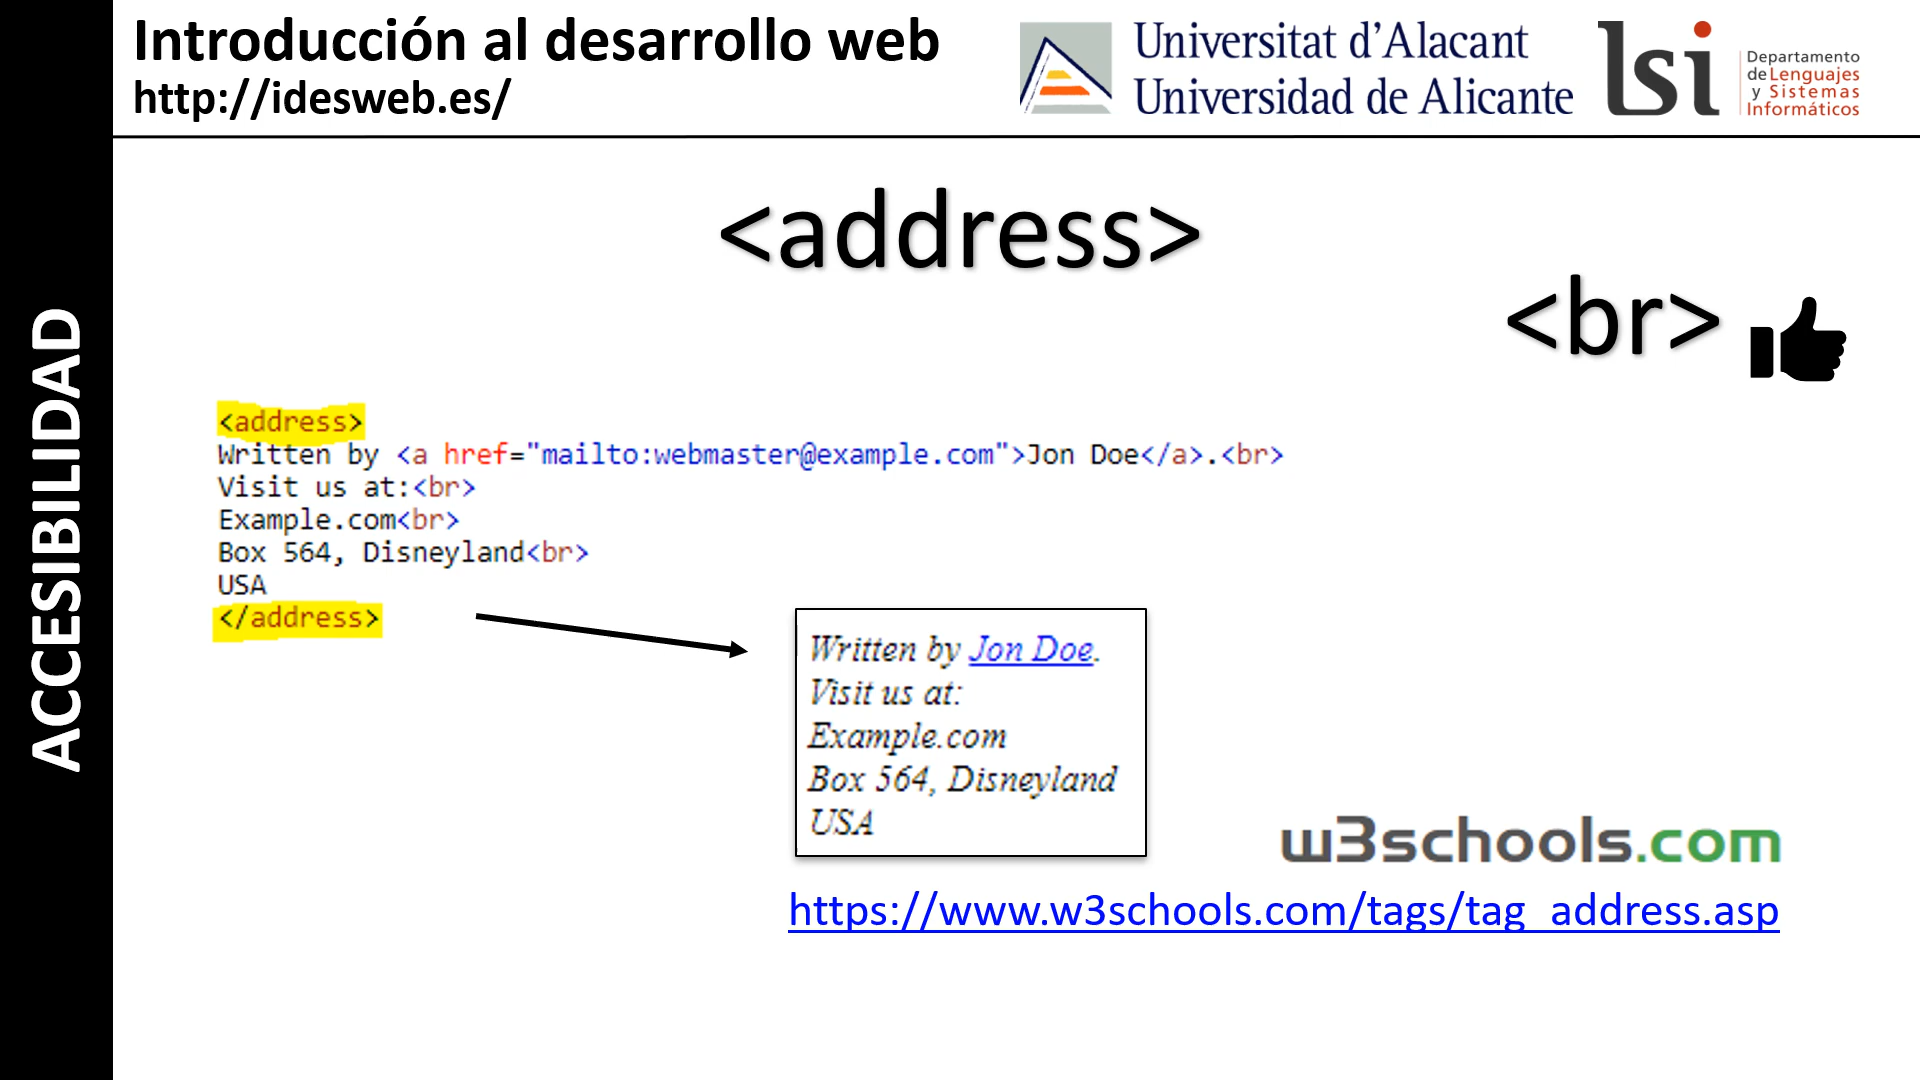 Introducción al desarrollo web
http://idesweb.es/
Universitat d'Alacant
Universidad de Alicante
lsi
Departamento
de Lenguajes
y Sistemas
Informáticos
ACCESIBILIDAD
<address>
<br>
<address>
Written by <a href="mailto:webmaster@example.com">Jon Doe</a>.<br>
Visit us at:<br>
Example.com<br>
Box 564, Disneyland<br>
USA
</address>
Written by Jon Doe.
Visit us at:
Example.com
Box 564, Disneyland
USA
w3schools.com
https://www.w3schools.com/tags/tag_address.asp